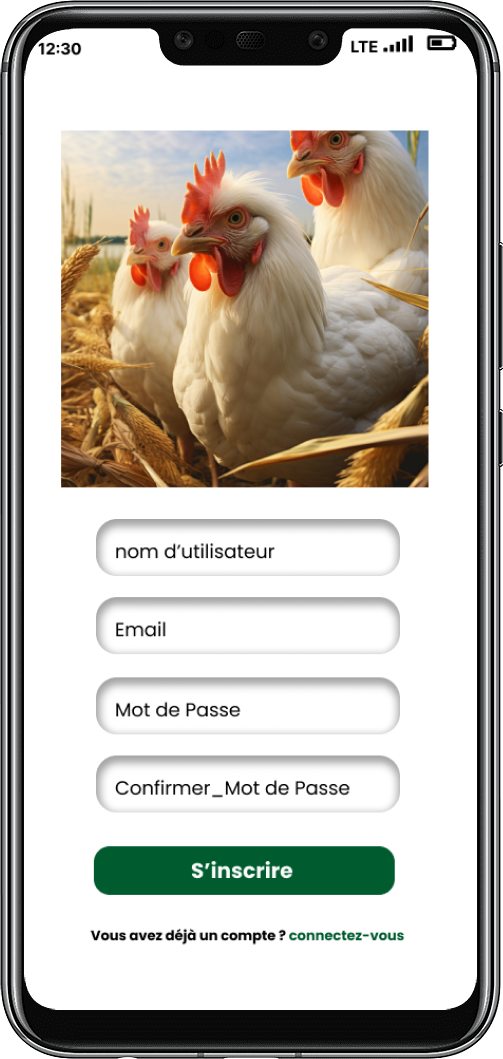 12:30 LTE
nom d’utilisateur
Email
Mot de Passe
Confirmer_Mot de Passe
S’inscrire
Vous avez déjà un compte ? connectez-vous